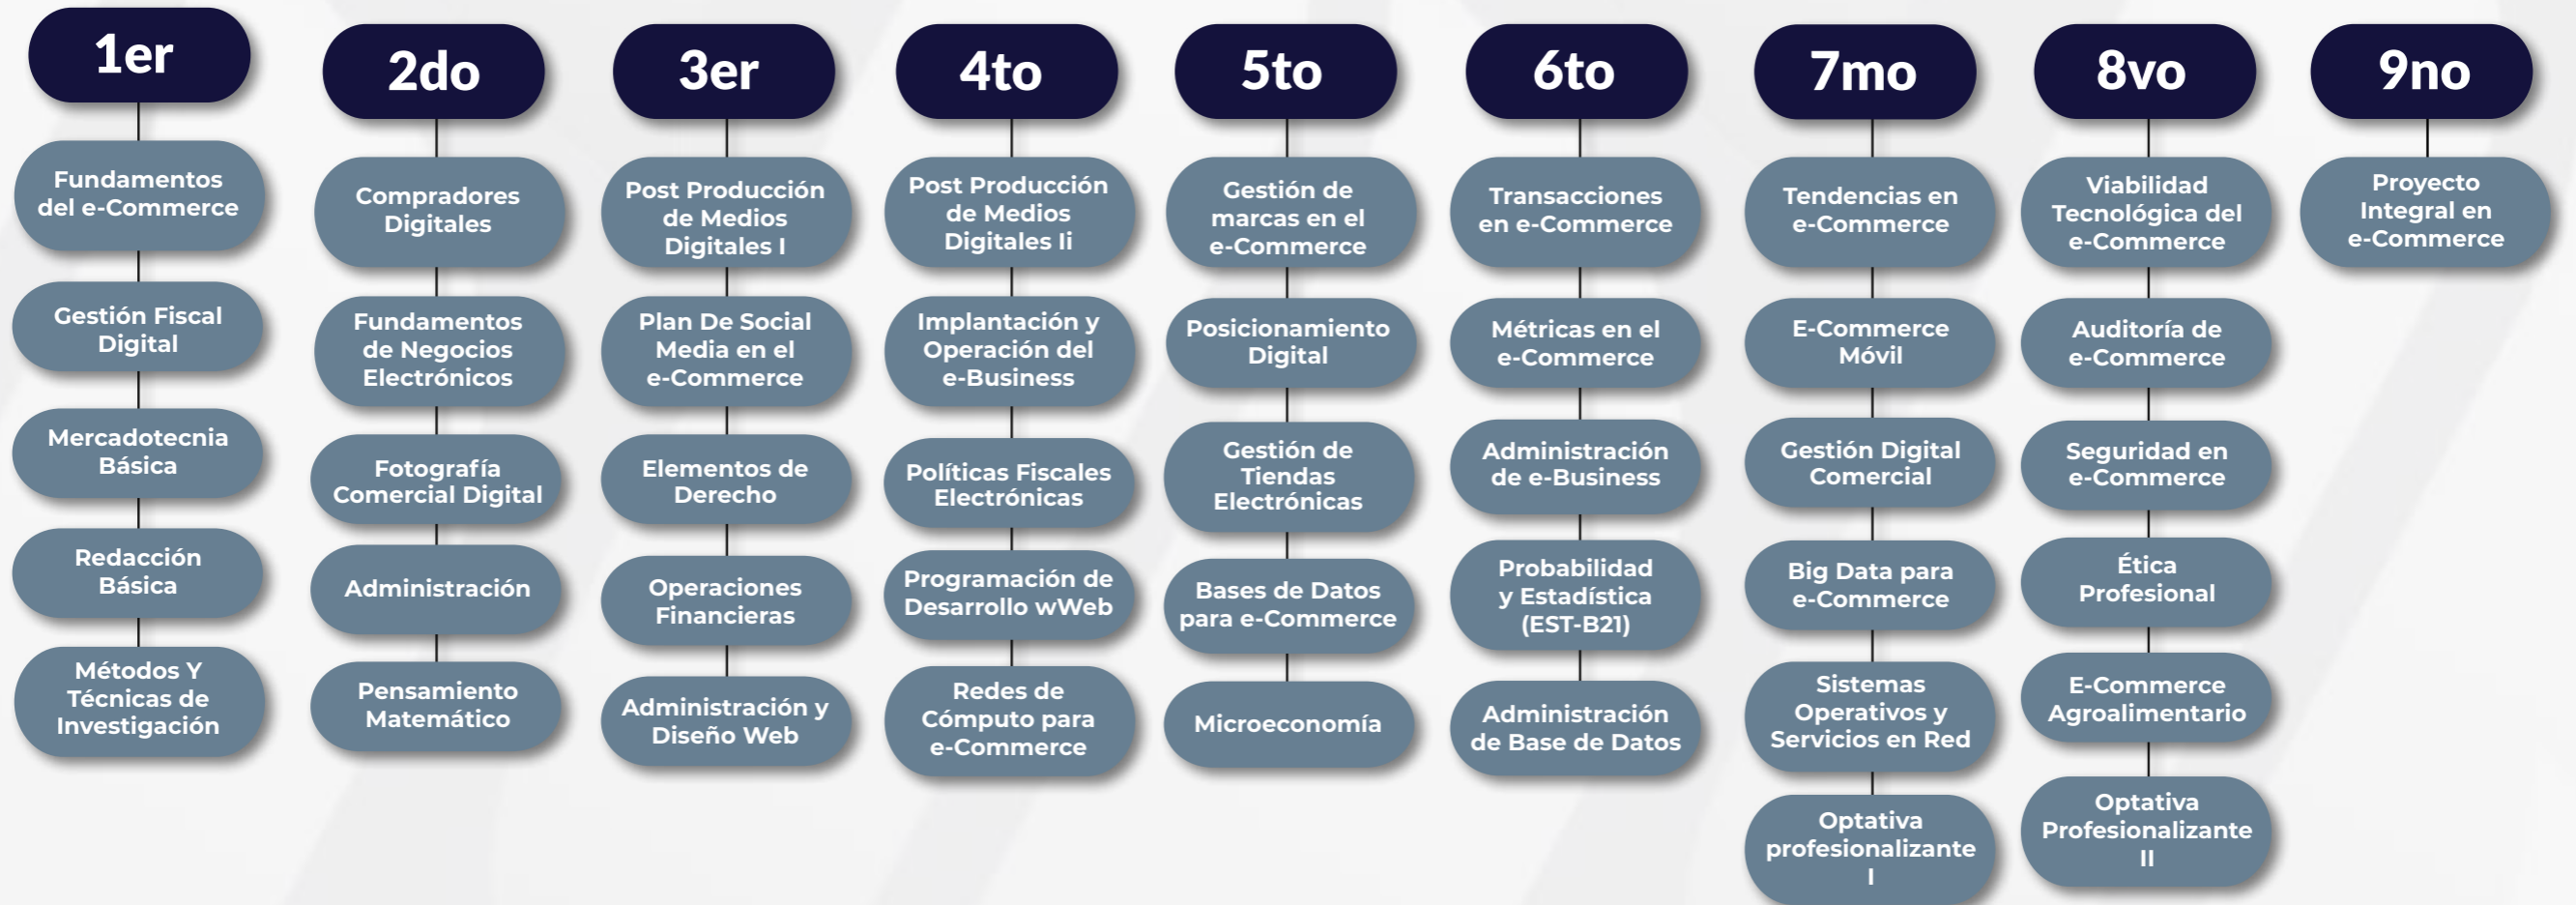 1er
Fundamentos
del e-Commerce
Gestión Fiscal
Digital
Mercadotecnia
Básica
Redacción
Básica
Métodos Y
Técnicas de
Investigación
2do
Compradores
Digitales
Fundamentos
de Negocios
Electrónicos
Fotografía
Comercial Digital
Administración
Pensamiento
Matemático
3er
Post Producción
de Medios
Digitales I
Plan De Social
Media en el
e-Commerce
Elementos de
Derecho
Operaciones
Financieras
Administración y
Diseño Web
4to
Post Producción
de Medios
Digitales Ii
Implantación y
Operación del
e-Business
Políticas Fiscales
Electrónicas
Programación de
Desarrollo wWeb
Redes de
Cómputo para
e-Commerce
5to
Gestión de
marcas en el
e-Commerce
Posicionamiento
Digital
Gestión de
Tiendas
Electrónicas
Bases de Datos
para e-Commerce
Microeconomía
6to
Transacciones
en e-Commerce
Métricas en el
e-Commerce
Administración
de e-Business
Probabilidad
y Estadística
(EST-B21)
Administración
de Base de Datos
7mo
Tendencias en
e-Commerce
E-Commerce
Móvil
Gestión Digital
Comercial
Big Data para
e-Commerce
Sistemas
Operativos y
Servicios en Red
Optativa
profesionalizante
I
8vo
Viabilidad
Tecnológica del
e-Commerce
Auditoría de
e-Commerce
Seguridad en
e-Commerce
Ética
Profesional
E-Commerce
Agroalimentario
Optativa
Profesionalizante
II
9no
Proyecto
Integral en
e-Commerce